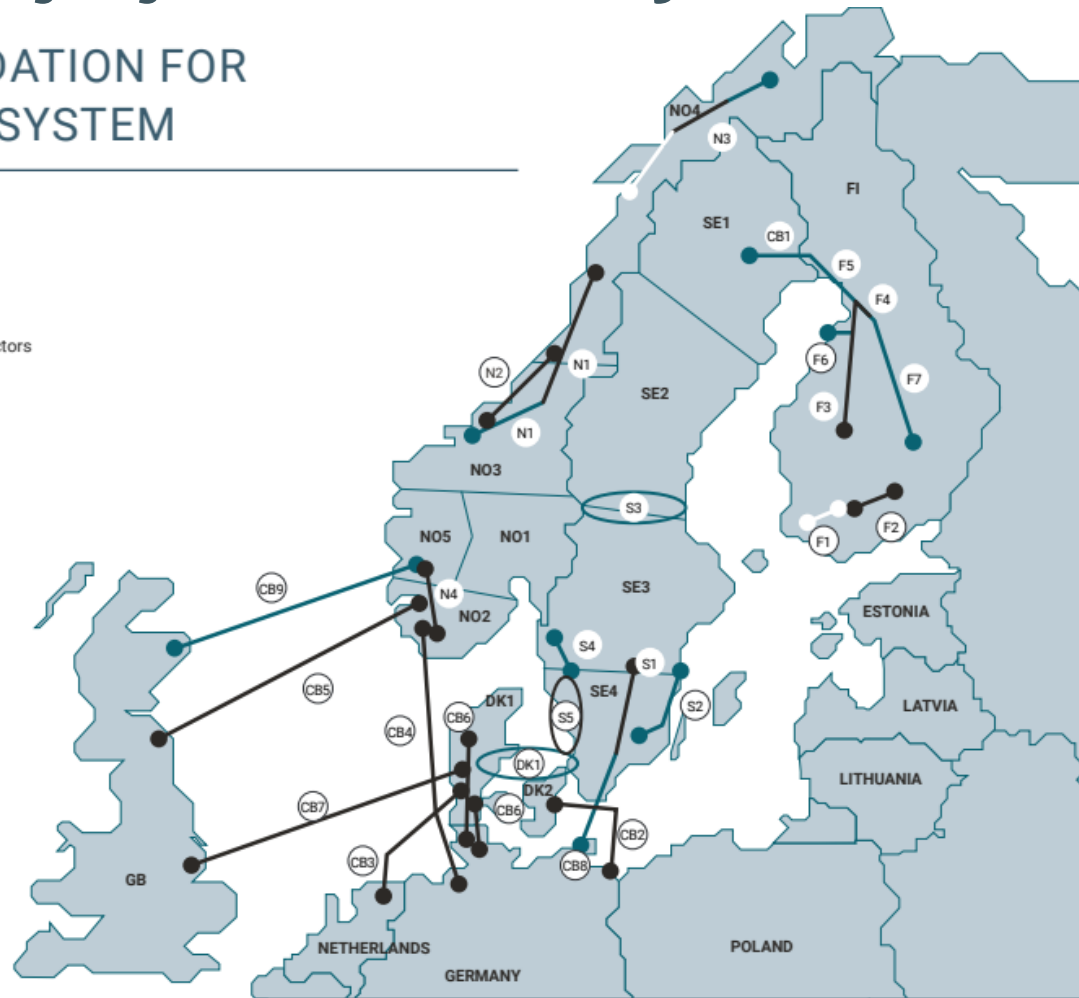 DATION FOR
SYSTEM
ctors
NO4
N3
FI
SE1
CB1
F5
F4
N2
N1
F6
F7
SE2
F3
N1
NO3
S3
F2
F1
NO5
NO1
CB9
N4
SE3
NO2
ESTONIA
S4
S1
CB5
SE4
DK1
S2
LATVIA
CB6
S5
CB4
DK1
LITHUANIA
DK2
CB7
CB6
CB2
CB3
CB8
GB
NETHERLANDS
POLAND
GERMANY